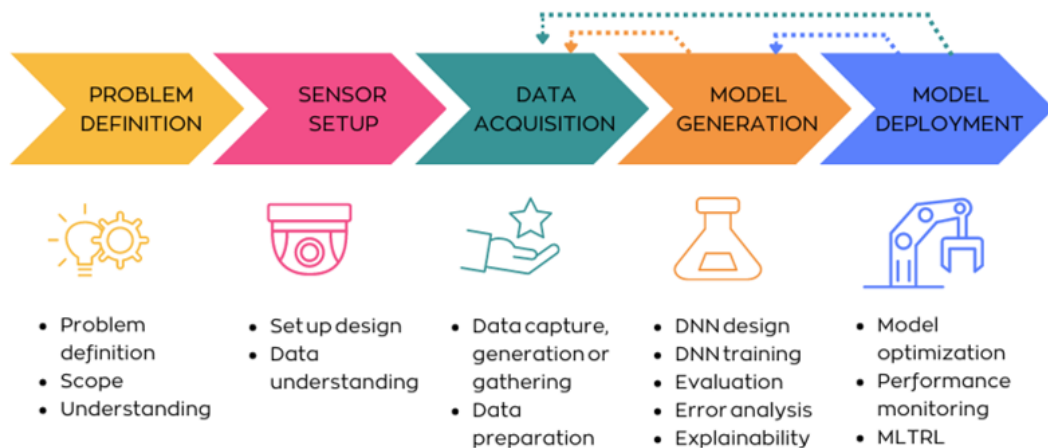 PROBLEM
DEFINITION
SENSOR
SETUP
DATA
ACQUISITION
MODEL
GENERATION
MODEL
DEPLOYMENT
• Problem
definition
• Scope
• Understanding
• Set up design
• Data
understanding
• Data capture,
generation or
gathering
• Data
preparation
• DNN design
• DNN training
• Evaluation
• Error analysis
• Explainability
• Model
optimization
• Performance
monitoring
• MLTRL